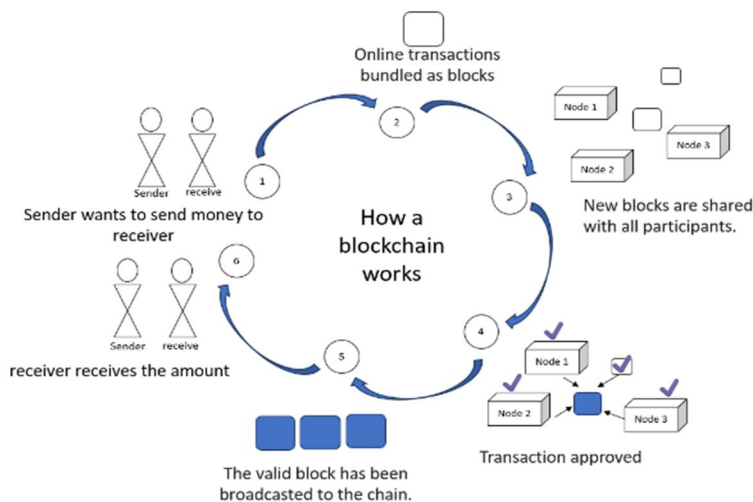 Online transactions
bundled as blocks
2
Node 1
Node 3
Node 2
3
New blocks are shared
with all participants.
1
Sender
receive
Sender wants to send money to
receiver
How a
blockchain
works
6
Sender
receive
receiver receives the amount
5
4
Node 1
Node 2
Node 3
Transaction approved
The valid block has been
broadcasted to the chain.